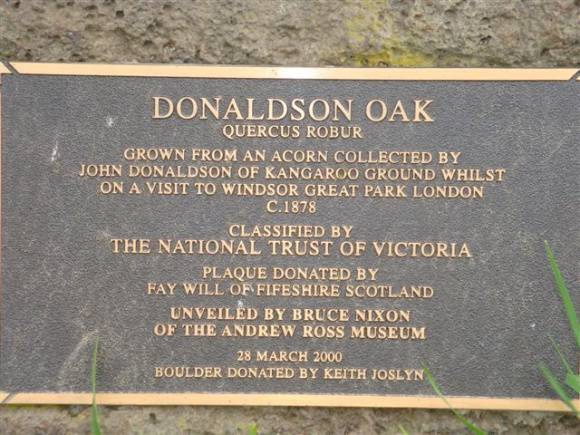 DONALDSON OAK
QUERCUS ROBUR
GROWN FROM AN ACORN COLLECTED BY
JOHN DONALDSON OF KANGAROO GROUND WHILST
ON A VISIT TO WINDSOR GREAT PARK LONDON
C.1878
CLASSIFIED BY
THE NATIONAL TRUST OF VICTORIA
PLAQUE DONATED BY
FAY WILL OF FIFESHIRE SCOTLAND
UNVEILED BY BRUCE NIXON
OF THE ANDREW ROSS MUSEUM
28 MARCH 2000
BOULDER DONATED BY KEITH JOSLYN